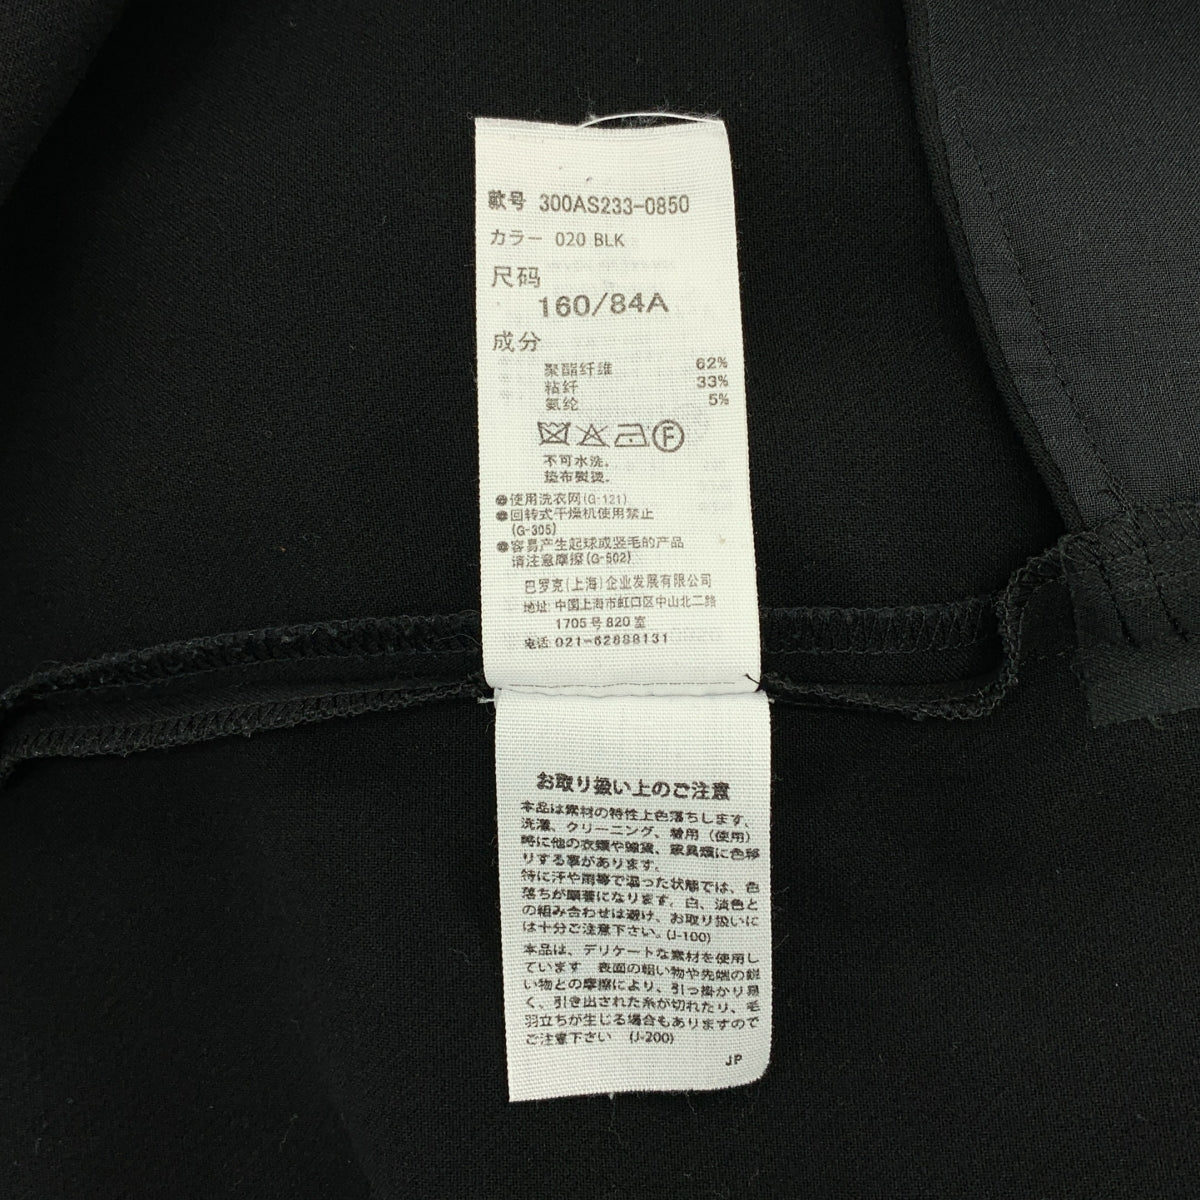 款号 300AS233-0850
カラー 020 BLK
尺码
160/84A
成分
聚酯纤维 62%
粘纤 33%
氨纶 5%
F
不可水洗.
垫布熨烫.
●使用洗衣网(G-121)
●回转式干燥机使用禁止
(G-305)
●容易产生起球或竖毛的产品
请注意摩擦(G-502)
巴罗克(上海)企业发展有限公司
地址: 中国上海市虹口区中山北二路
1705号820室
电话: 021-62888131
お取り扱い上のご注意
本品は素材の特性上色落ちします。
洗濯、クリーニング、着用（使用）
時に他の衣類や雑貨、家具類に色移
りする事があります。
特に汗や雨等で湿った状態では、色
落ちが顕著になります。白、淡色と
の組み合わせは避け、お取り扱いに
は十分ご注意下さい。(J-100)
本品は、デリケートな素材を使用し
ています 表面の粗い物や先端の鋭
い物との摩擦により、引っ掛かり易
く、引き出された糸が切れたり、毛
羽立ちが生じる場合もありますので
ご注意下さい (J-200)
JP